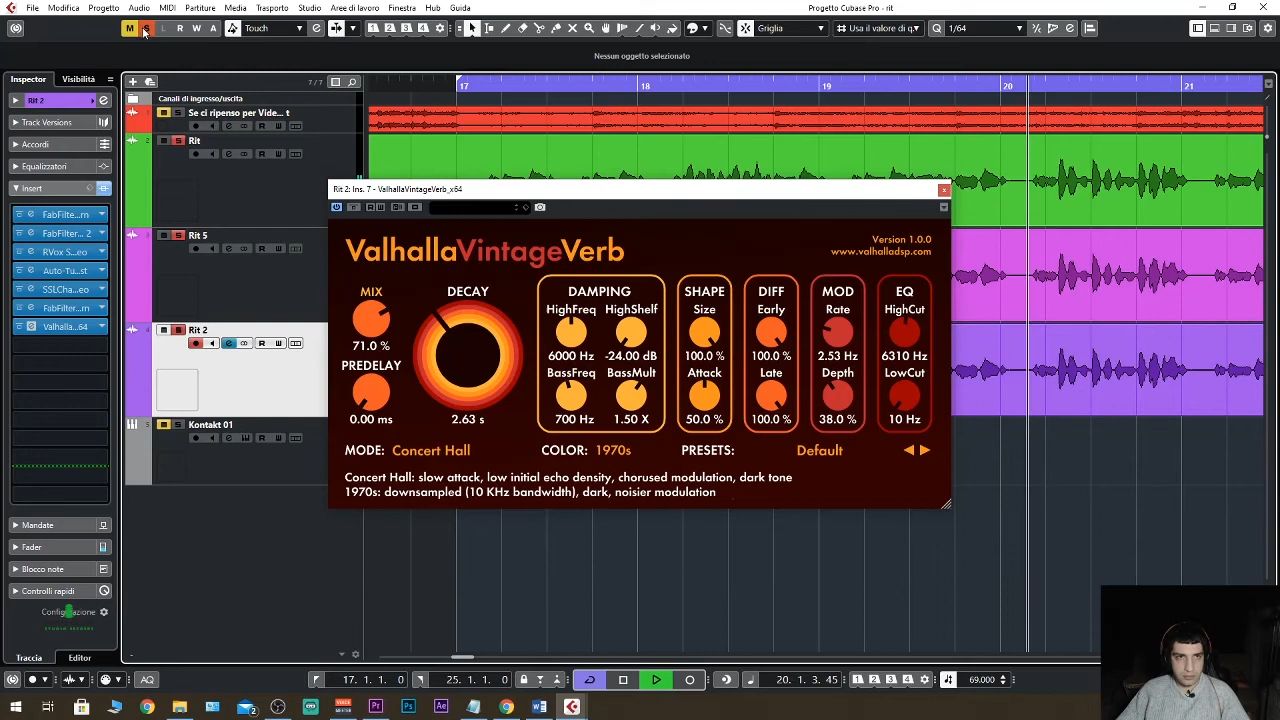 File Modifica Progetto Audio MIDI Partiture Media Trasporto Studio Aree di lavoro Finestra Hub Guida
Progetto Cubase Pro - rit
M S L R W A Touch Griglia Usa il valore di q. Q 1/64
Nessun oggetto selezionato
Inspector Visibilità 7 / 7
17 18 19 20 21
Rit 2 Canali di ingresso/uscita
Track Versions
Se ci ripenso per Vide... t
Accordi
Rit
Equalizzatori
Insert
FabFilte...rn
FabFilter... 2
RVox S...eo
Auto-Tu...st
SSLCha...eo
FabFilter...rn
Valhalla...64
Rit 5
Rit 2
Kontakt 01
Rit 2: Ins. 7 - ValhallaVintageVerb_x64
ValhallaVintageVerb
Version 1.0.0
www.valhalladsp.com
MIX DECAY DAMPING SHAPE DIFF MOD EQ
HighFreq HighShelf Size Early Rate HighCut
71.0 % 6000 Hz -24.00 dB 100.0 % 100.0 % 2.53 Hz 6310 Hz
PREDELAY BassFreq BassMult Attack Late Depth LowCut
0.00 ms 2.63 s 700 Hz 1.50 X 50.0 % 100.0 % 38.0 % 10 Hz
MODE: Concert Hall COLOR: 1970s PRESETS: Default
Concert Hall: slow attack, low initial echo density, chorused modulation, dark tone
1970s: downsampled (10 KHz bandwidth), dark, noisier modulation
Mandate
Fader
Blocco note
Controlli rapidi
Configurazione
Traccia Editor
AQ 17. 1. 1. 0 25. 1. 1. 0 20. 1. 3. 45 69.000